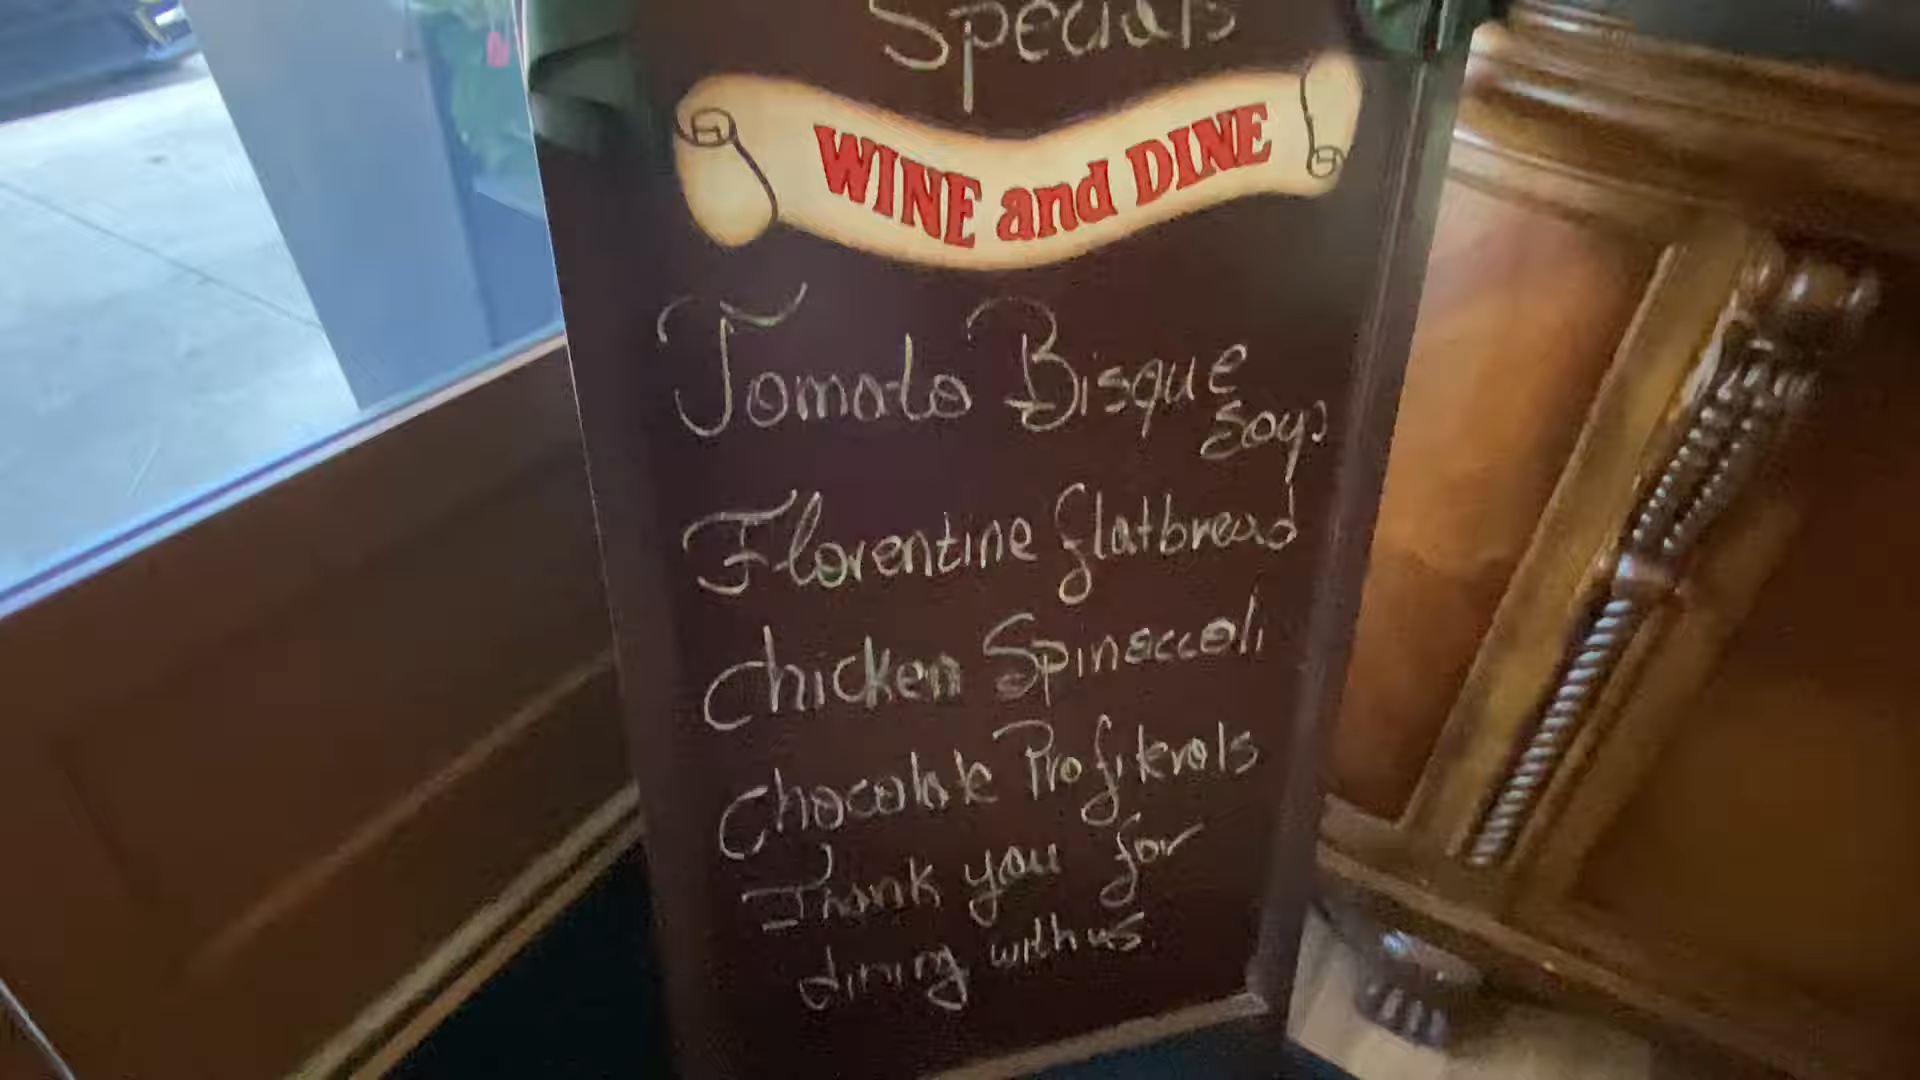 Specials
WINE and DINE
Tomato Bisque
Soup
Florentine flatbread
Chicken Spinaccoli
Chocolate Profiterols
Thank you for
dining with us.